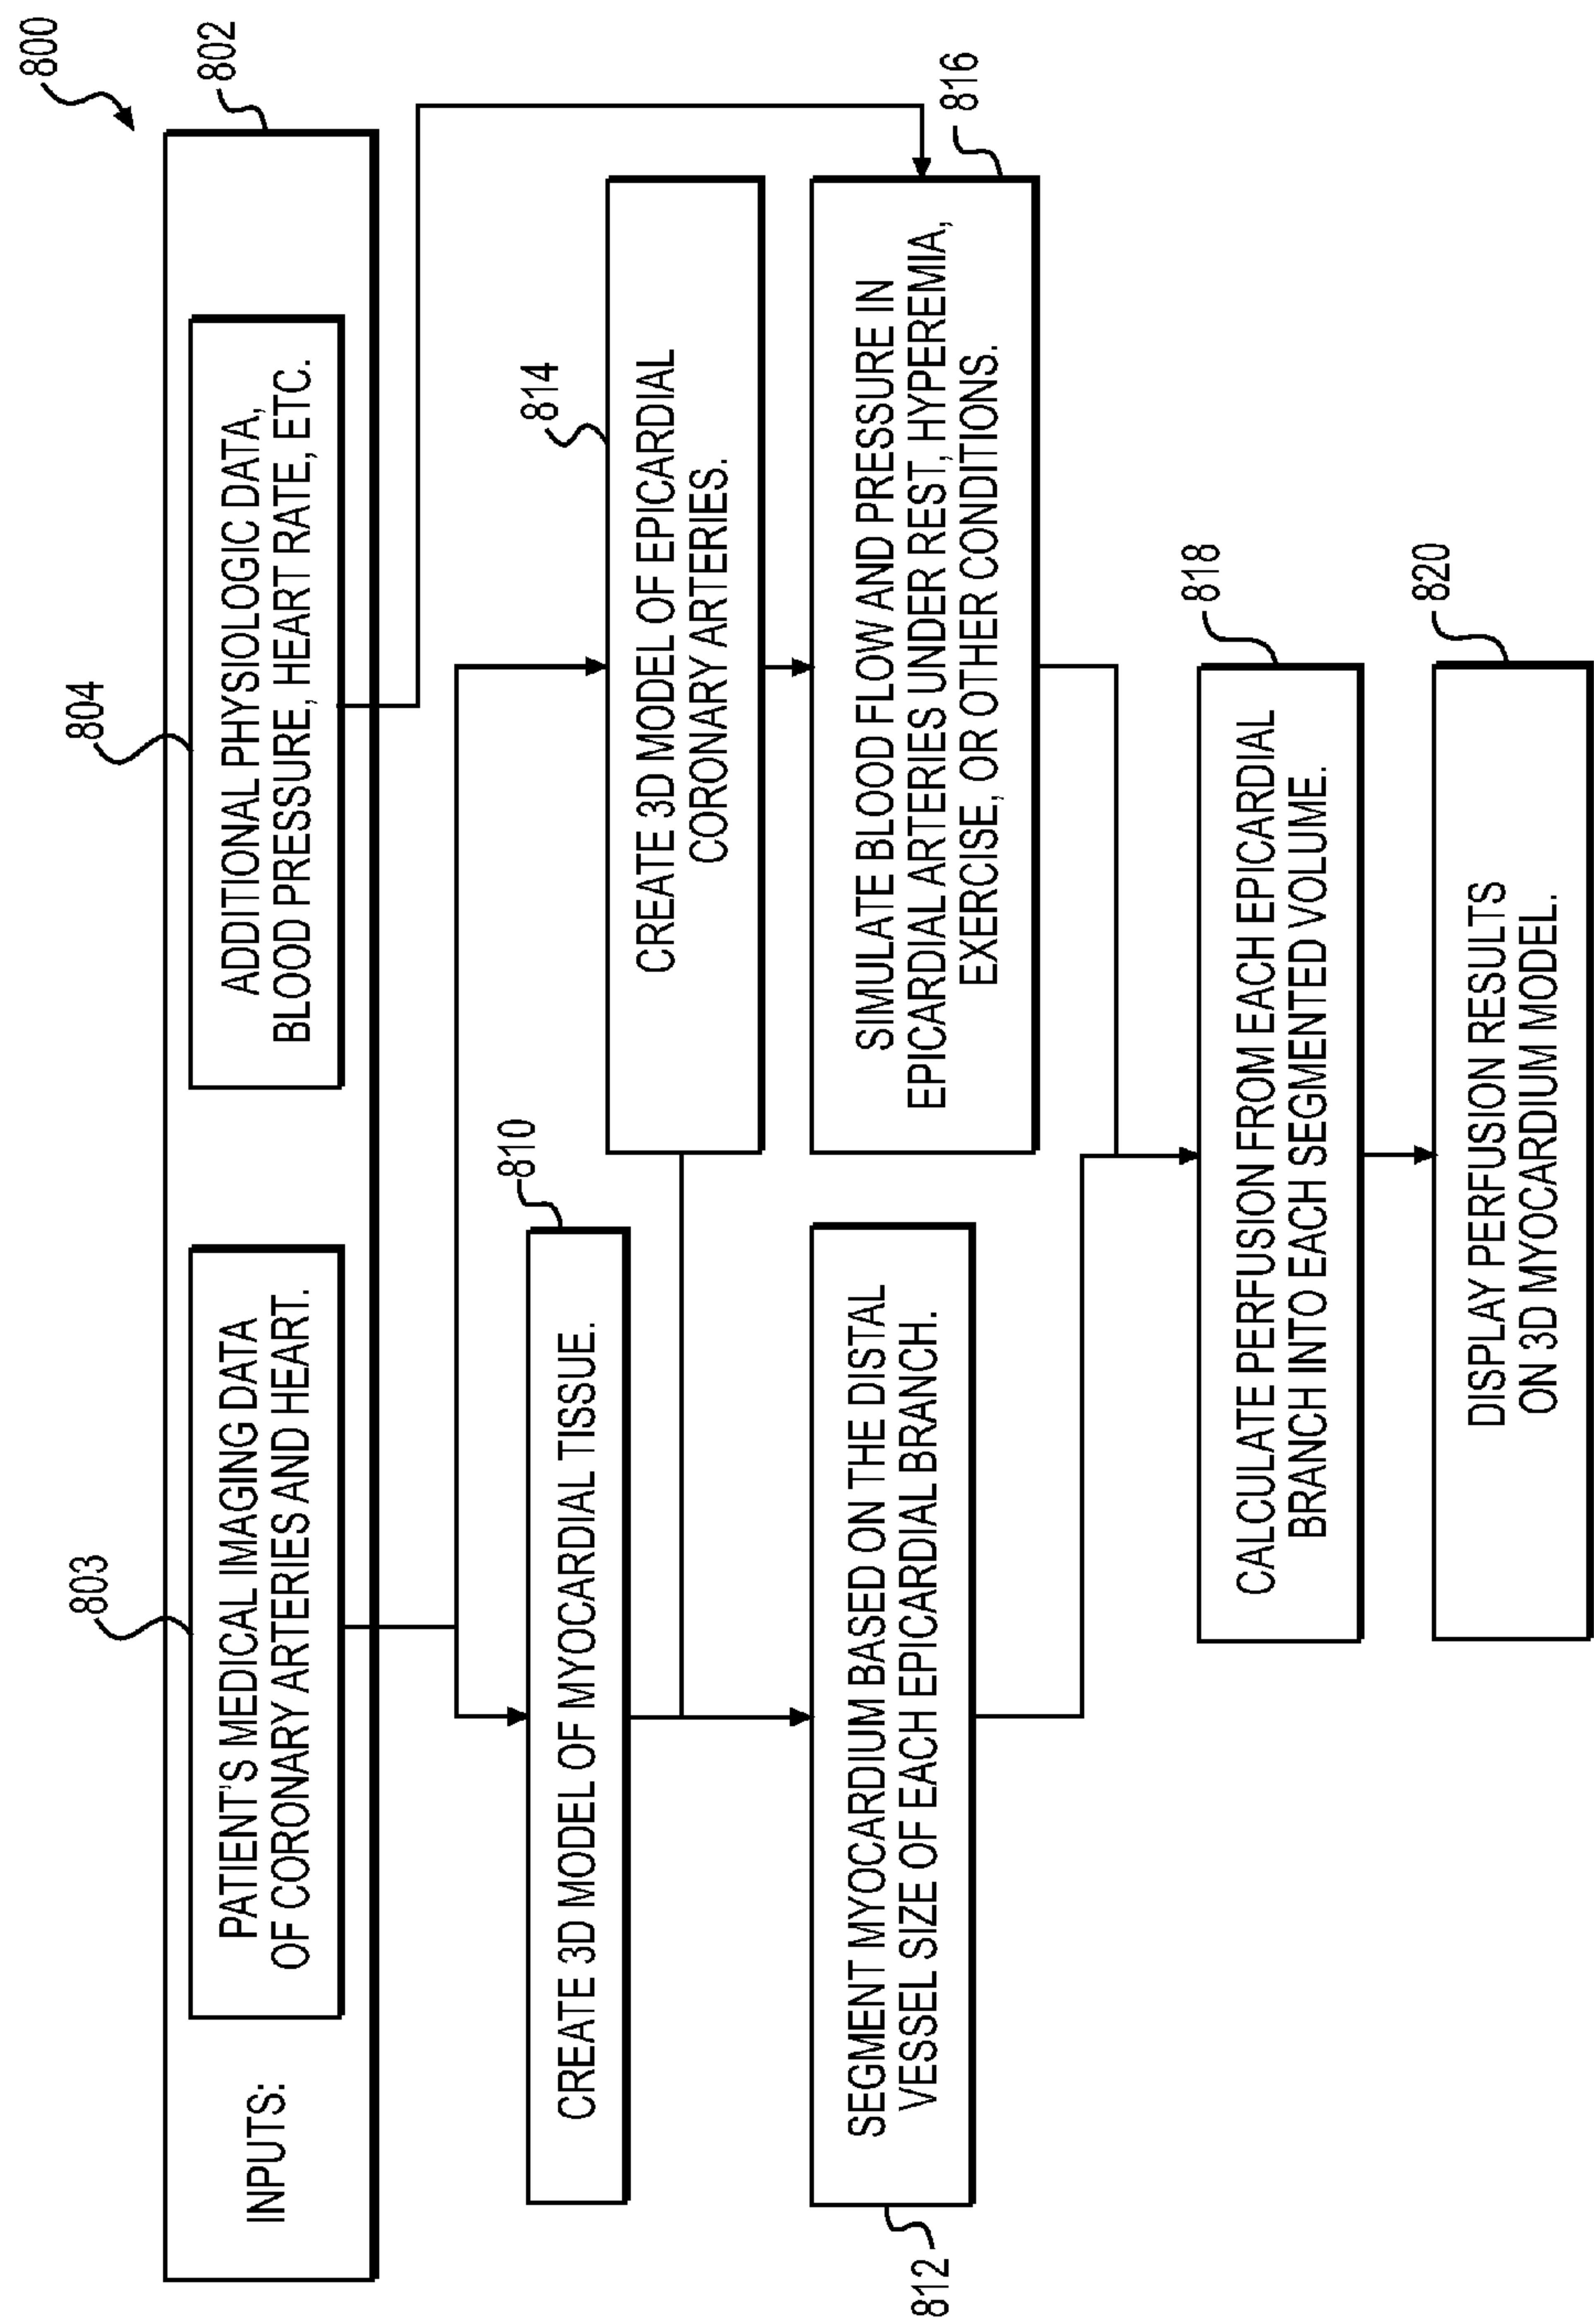 800
802
INPUTS:
803
PATIENT'S MEDICAL IMAGING DATA
OF CORONARY ARTERIES AND HEART.
804
ADDITIONAL PHYSIOLOGIC DATA,
BLOOD PRESSURE, HEART RATE, ETC.
810
CREATE 3D MODEL OF MYOCARDIAL TISSUE.
814
CREATE 3D MODEL OF EPICARDIAL
CORONARY ARTERIES.
812
SEGMENT MYOCARDIUM BASED ON THE DISTAL
VESSEL SIZE OF EACH EPICARDIAL BRANCH.
816
SIMULATE BLOOD FLOW AND PRESSURE IN
EPICARDIAL ARTERIES UNDER REST, HYPEREMIA,
EXERCISE, OR OTHER CONDITIONS.
818
CALCULATE PERFUSION FROM EACH EPICARDIAL
BRANCH INTO EACH SEGMENTED VOLUME.
820
DISPLAY PERFUSION RESULTS
ON 3D MYOCARDIUM MODEL.